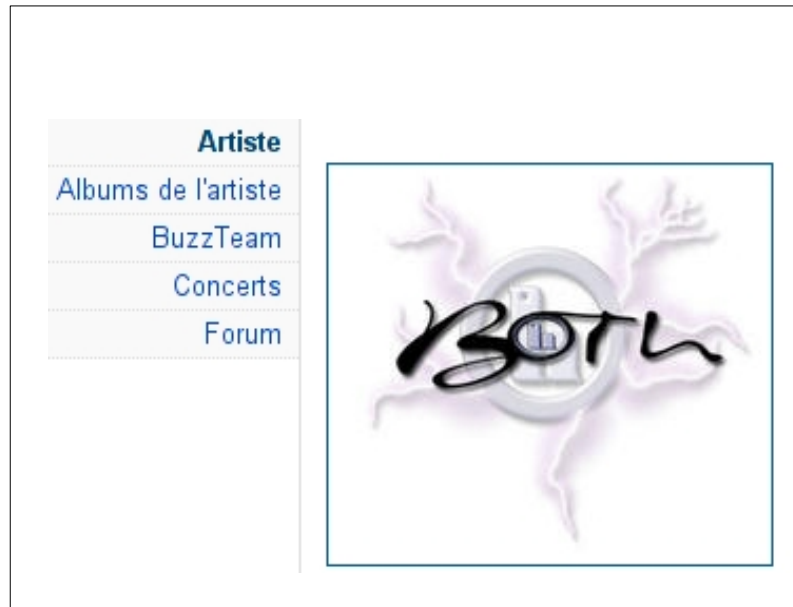 Artiste
Albums de l'artiste
BuzzTeam
Concerts
Forum
Both